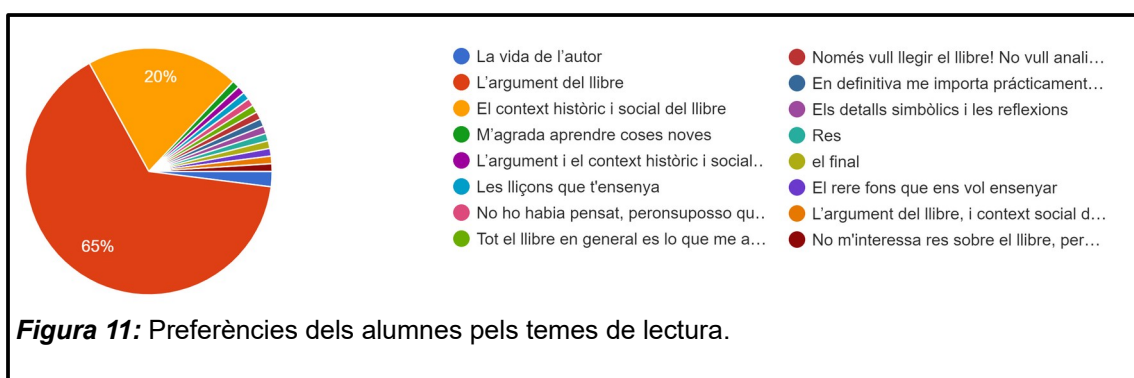 20%
65%
La vida de l'autor
L'argument del llibre
El context històric i social del llibre
M'agrada aprendre coses noves
L'argument i el context històric i social..
Les lliçons que t'ensenya
No ho habia pensat, peronsuposso qu..
Tot el llibre en general es lo que me a...
Només vull llegir el llibre! No vull anali...
En definitiva me importa prácticament...
Els detalls simbòlics i les reflexions
Res
el final
El rere fons que ens vol ensenyar
L'argument del llibre, i context social d...
No m'interessa res sobre el llibre, per...
Figura 11: Preferències dels alumnes pels temes de lectura.